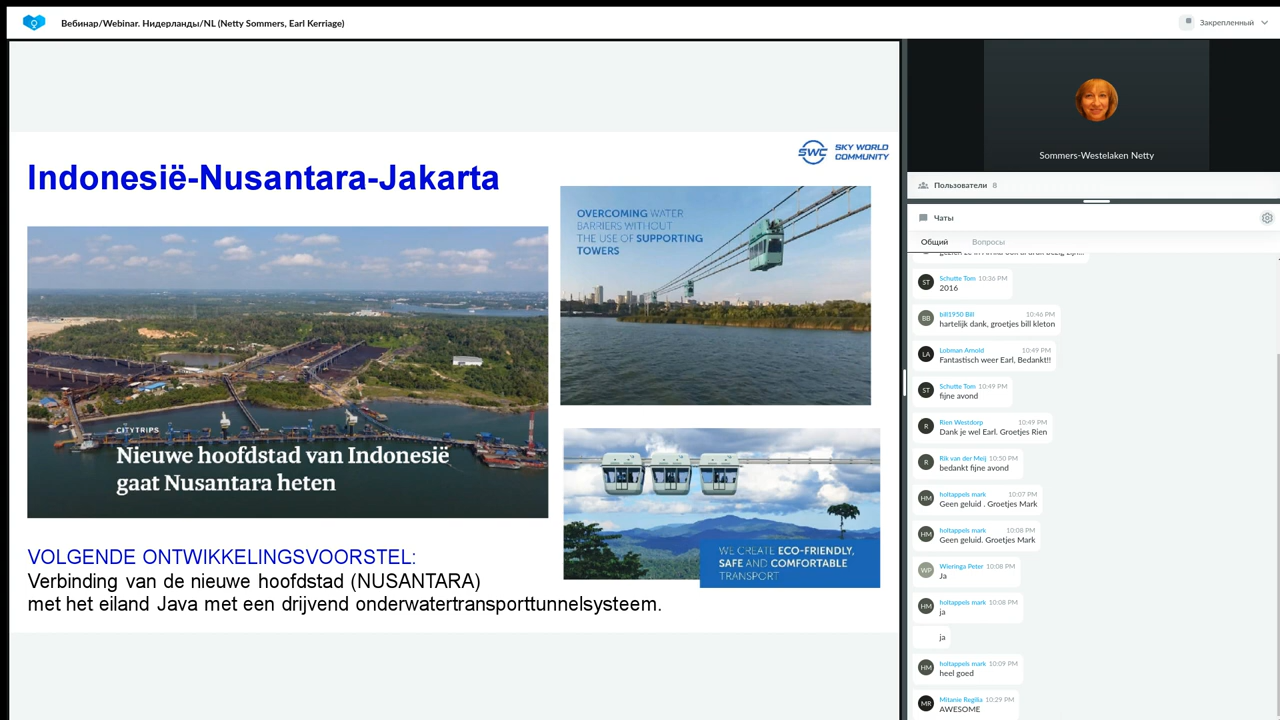 Вебинар/Webinar. Нидерланды/NL (Netty Sommers, Earl Kerriage)
Закрепленный
SWC SKY WORLD
COMMUNITY
Indonesië-Nusantara-Jakarta
OVERCOMING WATER
BARRIERS WITHOUT
THE USE OF SUPPORTING
TOWERS
CITYTRIPS
Nieuwe hoofdstad van Indonesië
gaat Nusantara heten
WE CREATE ECO-FRIENDLY,
SAFE AND COMFORTABLE
TRANSPORT
VOLGENDE ONTWIKKELINGSVOORSTEL:
Verbinding van de nieuwe hoofdstad (NUSANTARA)
met het eiland Java met een drijvend onderwatertransporttunnelsysteem.
Sommers-Westelaken Netty
Пользователи 8
Чаты
Общий Вопросы
ST Schutte Tom 10:36 PM
2016
BB bill1950 Bill 10:46 PM
hartelijk dank, groetjes bill kleton
LA Lobman Arnold 10:49 PM
Fantastisch weer Earl, Bedankt!!
ST Schutte Tom 10:49 PM
fijne avond
R Rien Westdorp 10:49 PM
Dank je wel Earl. Groetjes Rien
R Rik van der Meij 10:50 PM
bedankt fijne avond
HM holtappels mark 10:07 PM
Geen geluid . Groetjes Mark
HM holtappels mark 10:08 PM
Geen geluid. Groetjes Mark
WP Wieringa Peter 10:08 PM
Ja
HM holtappels mark 10:08 PM
ja
ja
HM holtappels mark 10:09 PM
heel goed
MR Mitanie Regilia 10:29 PM
AWESOME